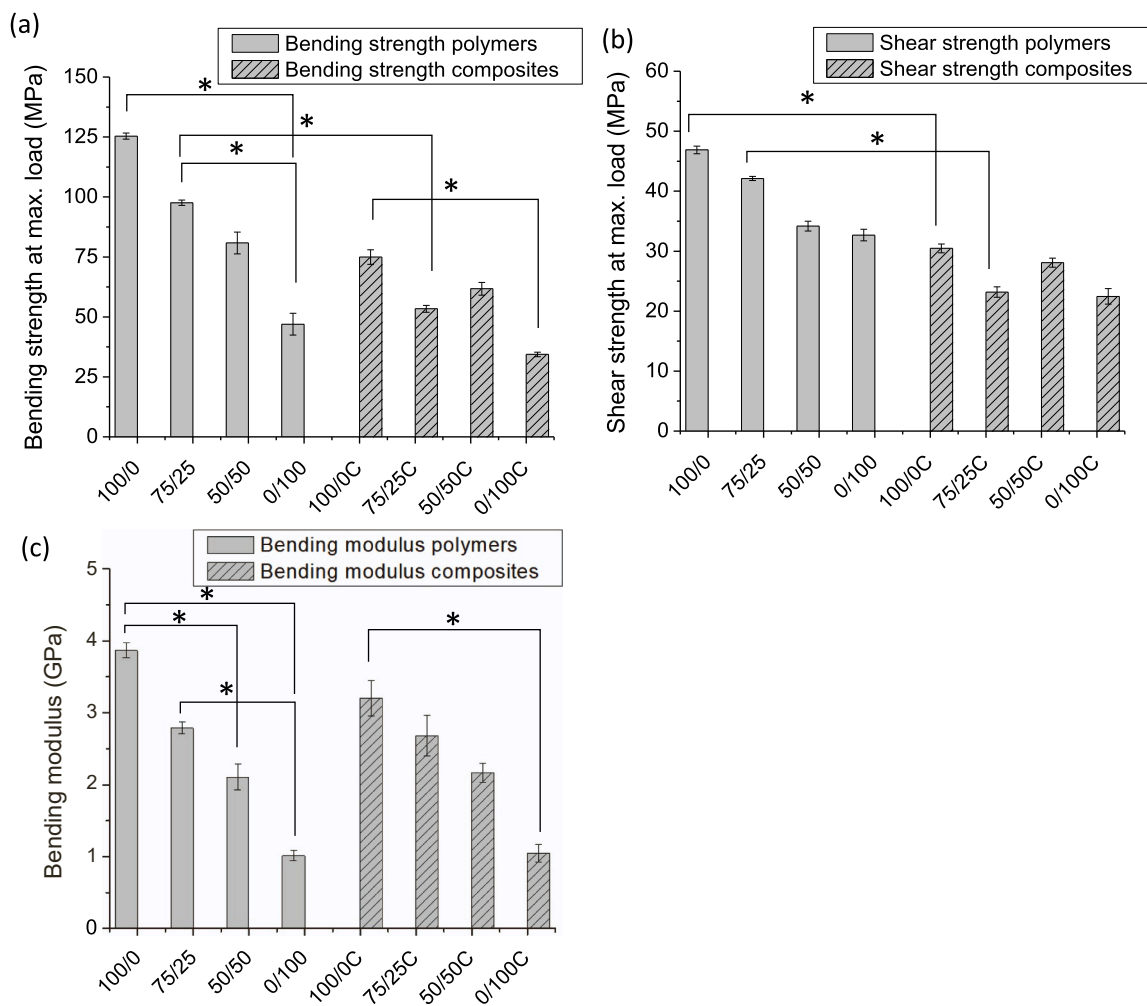 (a)
Bending strength polymers
Bending strength composites
Bending strength at max. load (MPa)
150
125
100
75
50
25
0
*
*
*
*
100/0
75/25
50/50
0/100
100/0C
75/25C
50/50C
0/100C
(b)
Shear strength polymers
Shear strength composites
Shear strength at max. load (MPa)
60
50
40
30
20
10
0
*
*
100/0
75/25
50/50
0/100
100/0C
75/25C
50/50C
0/100C
(c)
Bending modulus polymers
Bending modulus composites
Bending modulus (GPa)
5
4
3
2
1
0
*
*
*
*
100/0
75/25
50/50
0/100
100/0C
75/25C
50/50C
0/100C